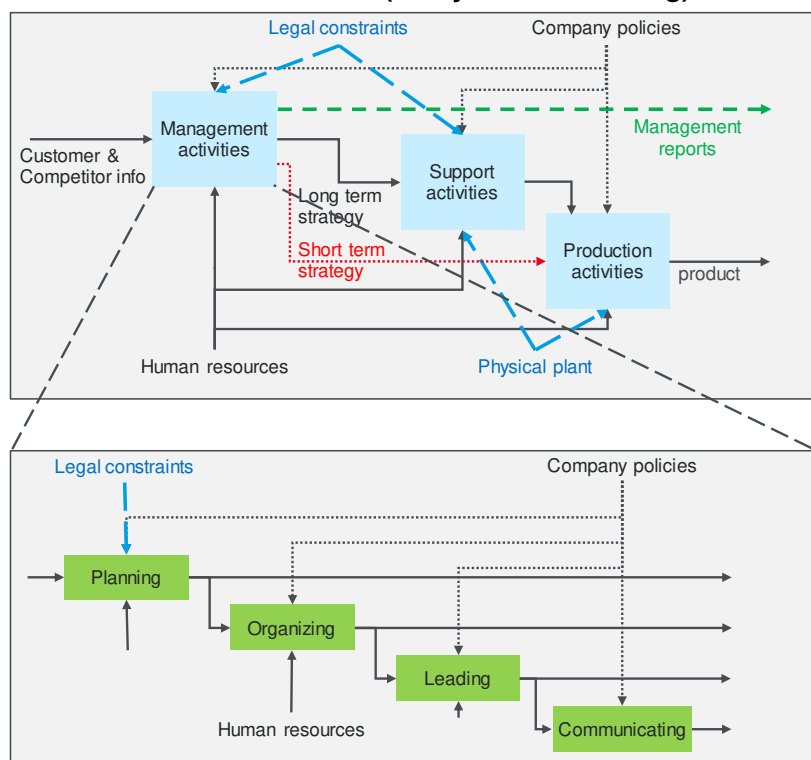 Legal constraints
Company policies
Management
activities
Management
reports
Customer &
Competitor info
Support
activities
Long term
strategy
Short term
strategy
Production
activities
product
Human resources
Physical plant
Legal constraints
Company policies
Planning
Organizing
Leading
Human resources
Communicating